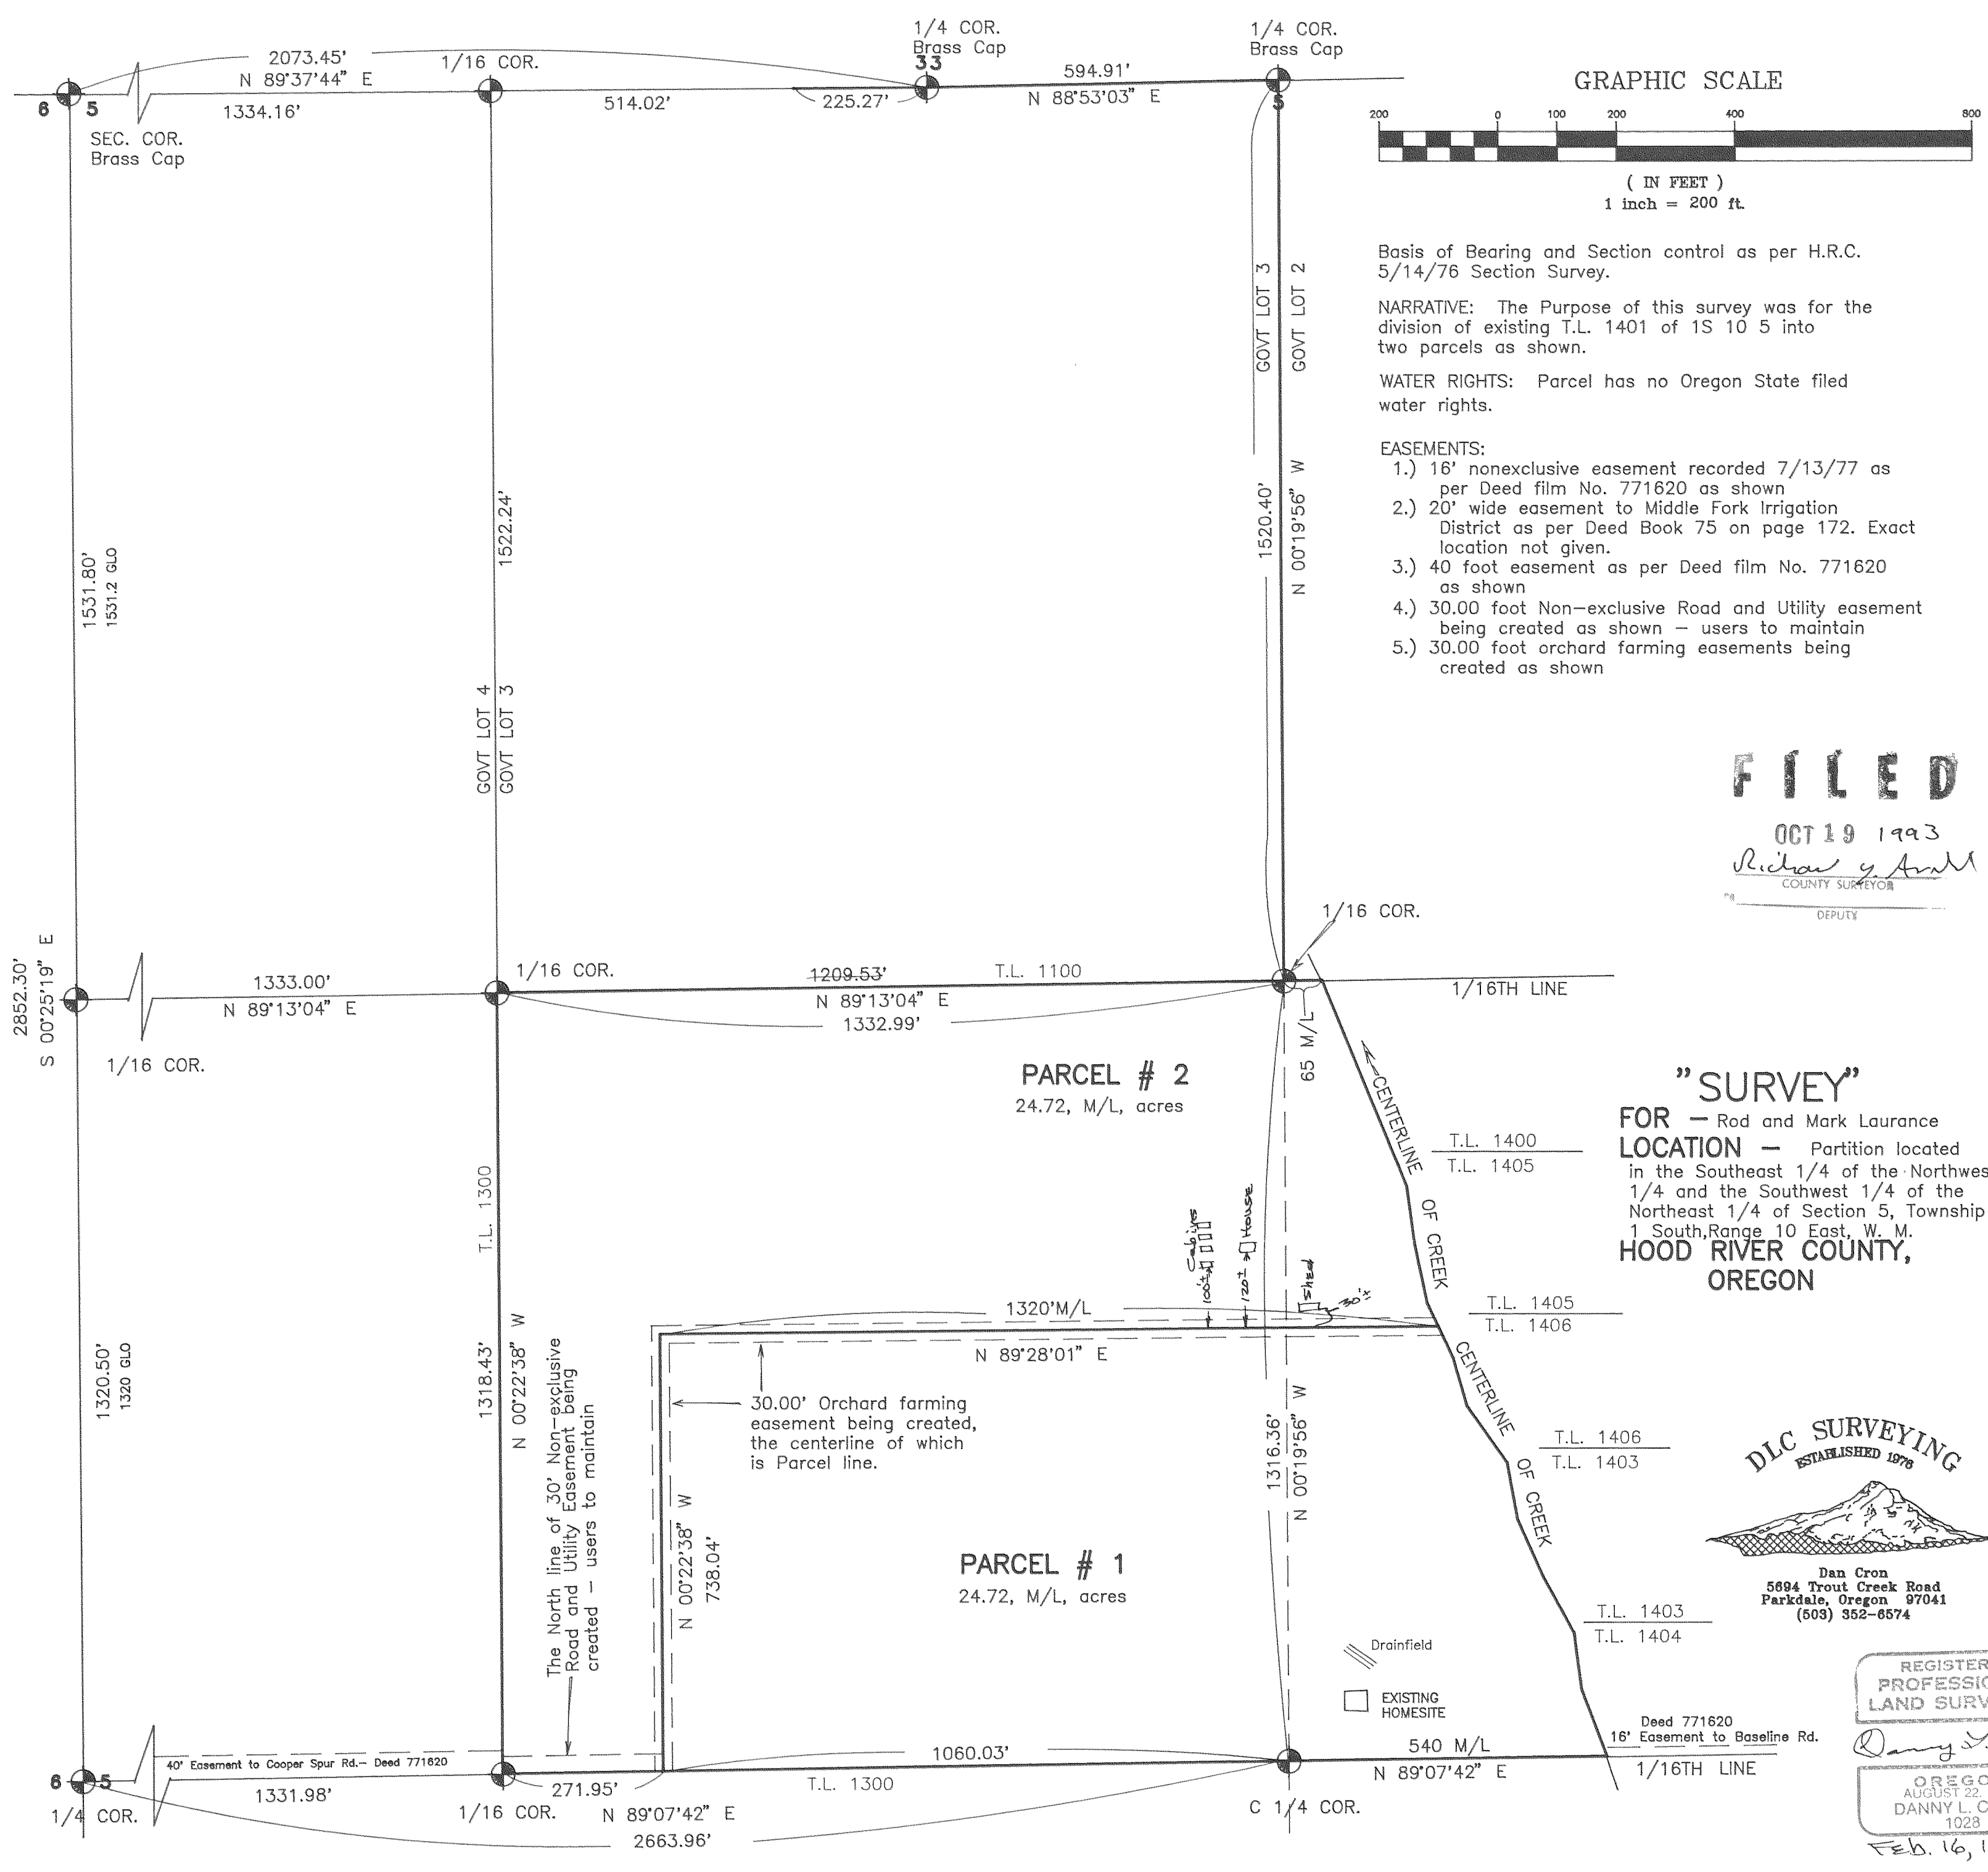 1/4 COR.
Brass Cap
33
1/4 COR.
Brass Cap
5
2073.45'
N 89°37'44" E
1/16 COR.
594.91'
N 88°53'03" E
6 5
1334.16'
514.02'
225.27'
SEC. COR.
Brass Cap
GRAPHIC SCALE
200 0 100 200 400 800
( IN FEET )
1 inch = 200 ft.
Basis of Bearing and Section control as per H.R.C.
5/14/76 Section Survey.
NARRATIVE: The Purpose of this survey was for the
division of existing T.L. 1401 of 1S 10 5 into
two parcels as shown.
WATER RIGHTS: Parcel has no Oregon State filed
water rights.
EASEMENTS:
1.) 16' nonexclusive easement recorded 7/13/77 as
per Deed film No. 771620 as shown
2.) 20' wide easement to Middle Fork Irrigation
District as per Deed Book 75 on page 172. Exact
location not given.
3.) 40 foot easement as per Deed film No. 771620
as shown
4.) 30.00 foot Non-exclusive Road and Utility easement
being created as shown – users to maintain
5.) 30.00 foot orchard farming easements being
created as shown
GOVT LOT 3
GOVT LOT 2
1520.40'
N 00°19'56" W
1522.24'
GOVT LOT 4
GOVT LOT 3
1531.80'
1531.2 GLO
2852.30'
S 00°25'19" E
FILED
OCT 19 1993
COUNTY SURVEYOR
DEPUTY
1/16 COR.
1333.00'
N 89°13'04" E
1/16 COR.
1/16 COR.
1209.53'
T.L. 1100
N 89°13'04" E
1332.99'
1/16TH LINE
65 M/L
PARCEL # 2
24.72, M/L, acres
CENTERLINE OF CREEK
T.L. 1400
T.L. 1405
"SURVEY"
FOR – Rod and Mark Laurance
LOCATION – Partition located
in the Southeast 1/4 of the Northwes
1/4 and the Southwest 1/4 of the
Northeast 1/4 of Section 5, Township
1 South, Range 10 East, W. M.
HOOD RIVER COUNTY,
OREGON
T.L. 1300
1318.43'
N 00°22'38" W
1320.50'
1320 GLO
Cabins
100'±
House
120'±
Shed
30'±
1320'M/L
N 89°28'01" E
T.L. 1405
T.L. 1406
30.00' Orchard farming
easement being created,
the centerline of which
is Parcel line.
The North line of 30' Non-exclusive
Road and Utility Easement being
created – users to maintain
N 00°22'38" W
738.04'
1316.36'
N 00°19'56" W
CENTERLINE OF CREEK
T.L. 1406
T.L. 1403
PARCEL # 1
24.72, M/L, acres
T.L. 1403
T.L. 1404
Drainfield
EXISTING
HOMESITE
DLC SURVEYING
ESTABLISHED 1976
Dan Cron
5694 Trout Creek Road
Parkdale, Oregon 97041
(503) 352-6574
Deed 771620
16' Easement to Baseline Rd.
1/16TH LINE
540 M/L
N 89°07'42" E
C 1/4 COR.
1060.03'
T.L. 1300
40' Easement to Cooper Spur Rd.- Deed 771620
6 5
1/4 COR.
1331.98'
1/16 COR.
271.95'
N 89°07'42" E
2663.96'
REGISTER
PROFESSI
LAND SURV
OREGO
AUGUST 22,
DANNY L. C
1028
Feb. 16, 1